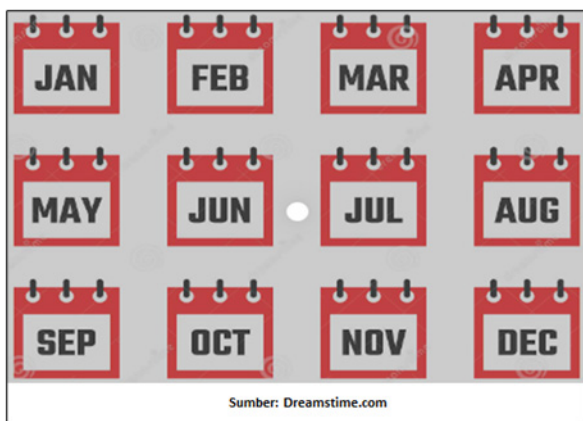 JAN FEB MAR APR
MAY JUN JUL AUG
SEP OCT NOV DEC
Sumber: Dreamstime.com